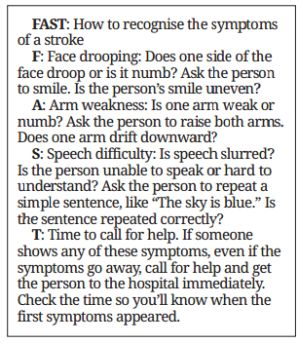 FAST: How to recognise the symptoms
of a stroke
F: Face drooping: Does one side of the
face droop or is it numb? Ask the person
to smile. Is the person’s smile uneven?
A: Arm weakness: Is one arm weak or
numb? Ask the person to raise both arms.
Does one arm drift downward?
S: Speech difficulty: Is speech slurred?
Is the person unable to speak or hard to
understand? Ask the person to repeat a
simple sentence, like “The sky is blue.” Is
the sentence repeated correctly?
T: Time to call for help. If someone
shows any of these symptoms, even if the
symptoms go away, call for help and get
the person to the hospital immediately.
Check the time so you’ll know when the
first symptoms appeared.